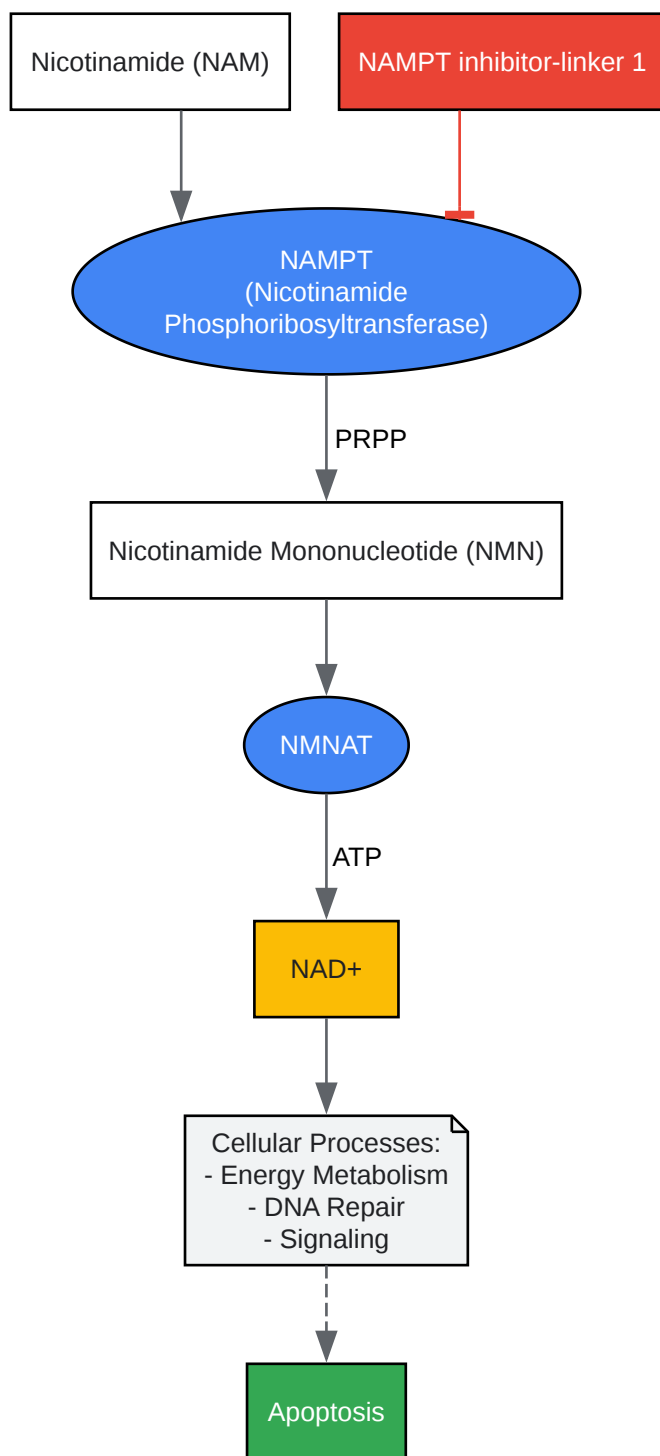 Nicotinamide (NAM)
NAMPT inhibitor-linker 1
NAMPT
(Nicotinamide
Phosphoribosyltransferase)
PRPP
Nicotinamide Mononucleotide (NMN)
NMNAT
ATP
NAD+
Cellular Processes:
- Energy Metabolism
- DNA Repair
- Signaling
Apoptosis